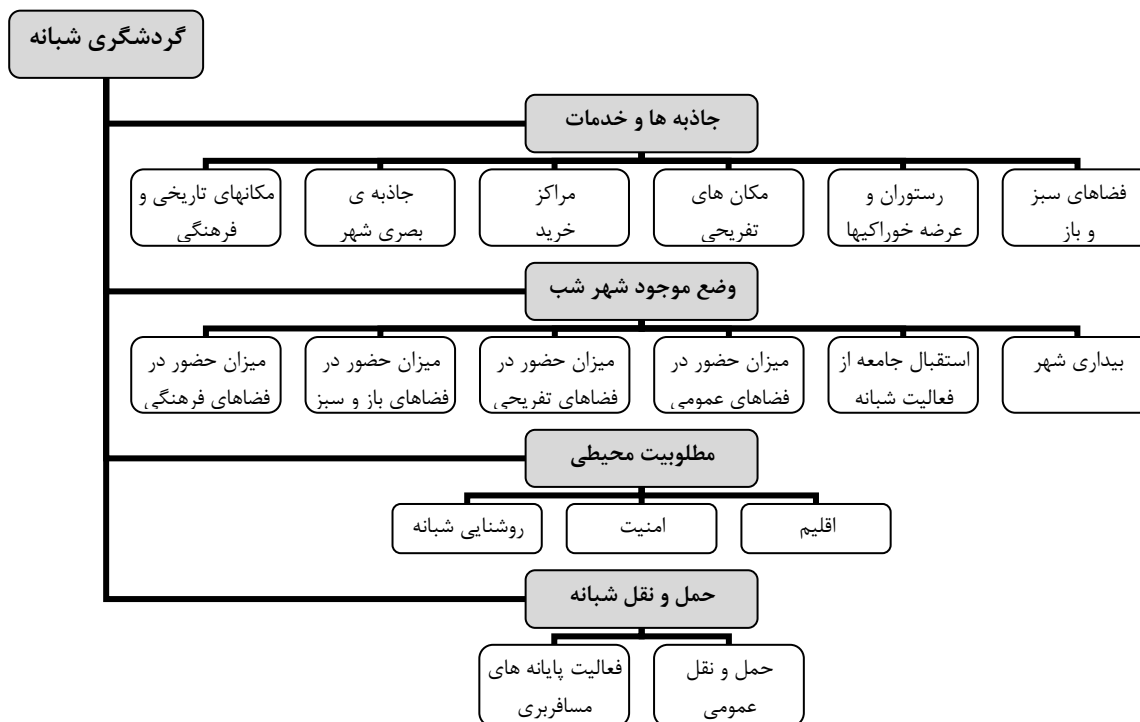 گردشگری شبانه
جاذبه ها و خدمات
فضاهای سبز
و باز
رستوران و
عرضه خوراکیها
مکان های
تفریحی
مراکز
خرید
جاذبه ی
بصری شهر
مکانهای تاریخی و
فرهنگی
وضع موجود شهر شب
بیداری شهر
استقبال جامعه از
فعالیت شبانه
میزان حضور در
فضاهای عمومی
میزان حضور در
فضاهای تفریحی
میزان حضور در
فضاهای باز و سبز
میزان حضور در
فضاهای فرهنگی
مطلوبیت محیطی
اقلیم
امنیت
روشنایی شبانه
حمل و نقل شبانه
حمل و نقل
عمومی
فعالیت پایانه های
مسافربری